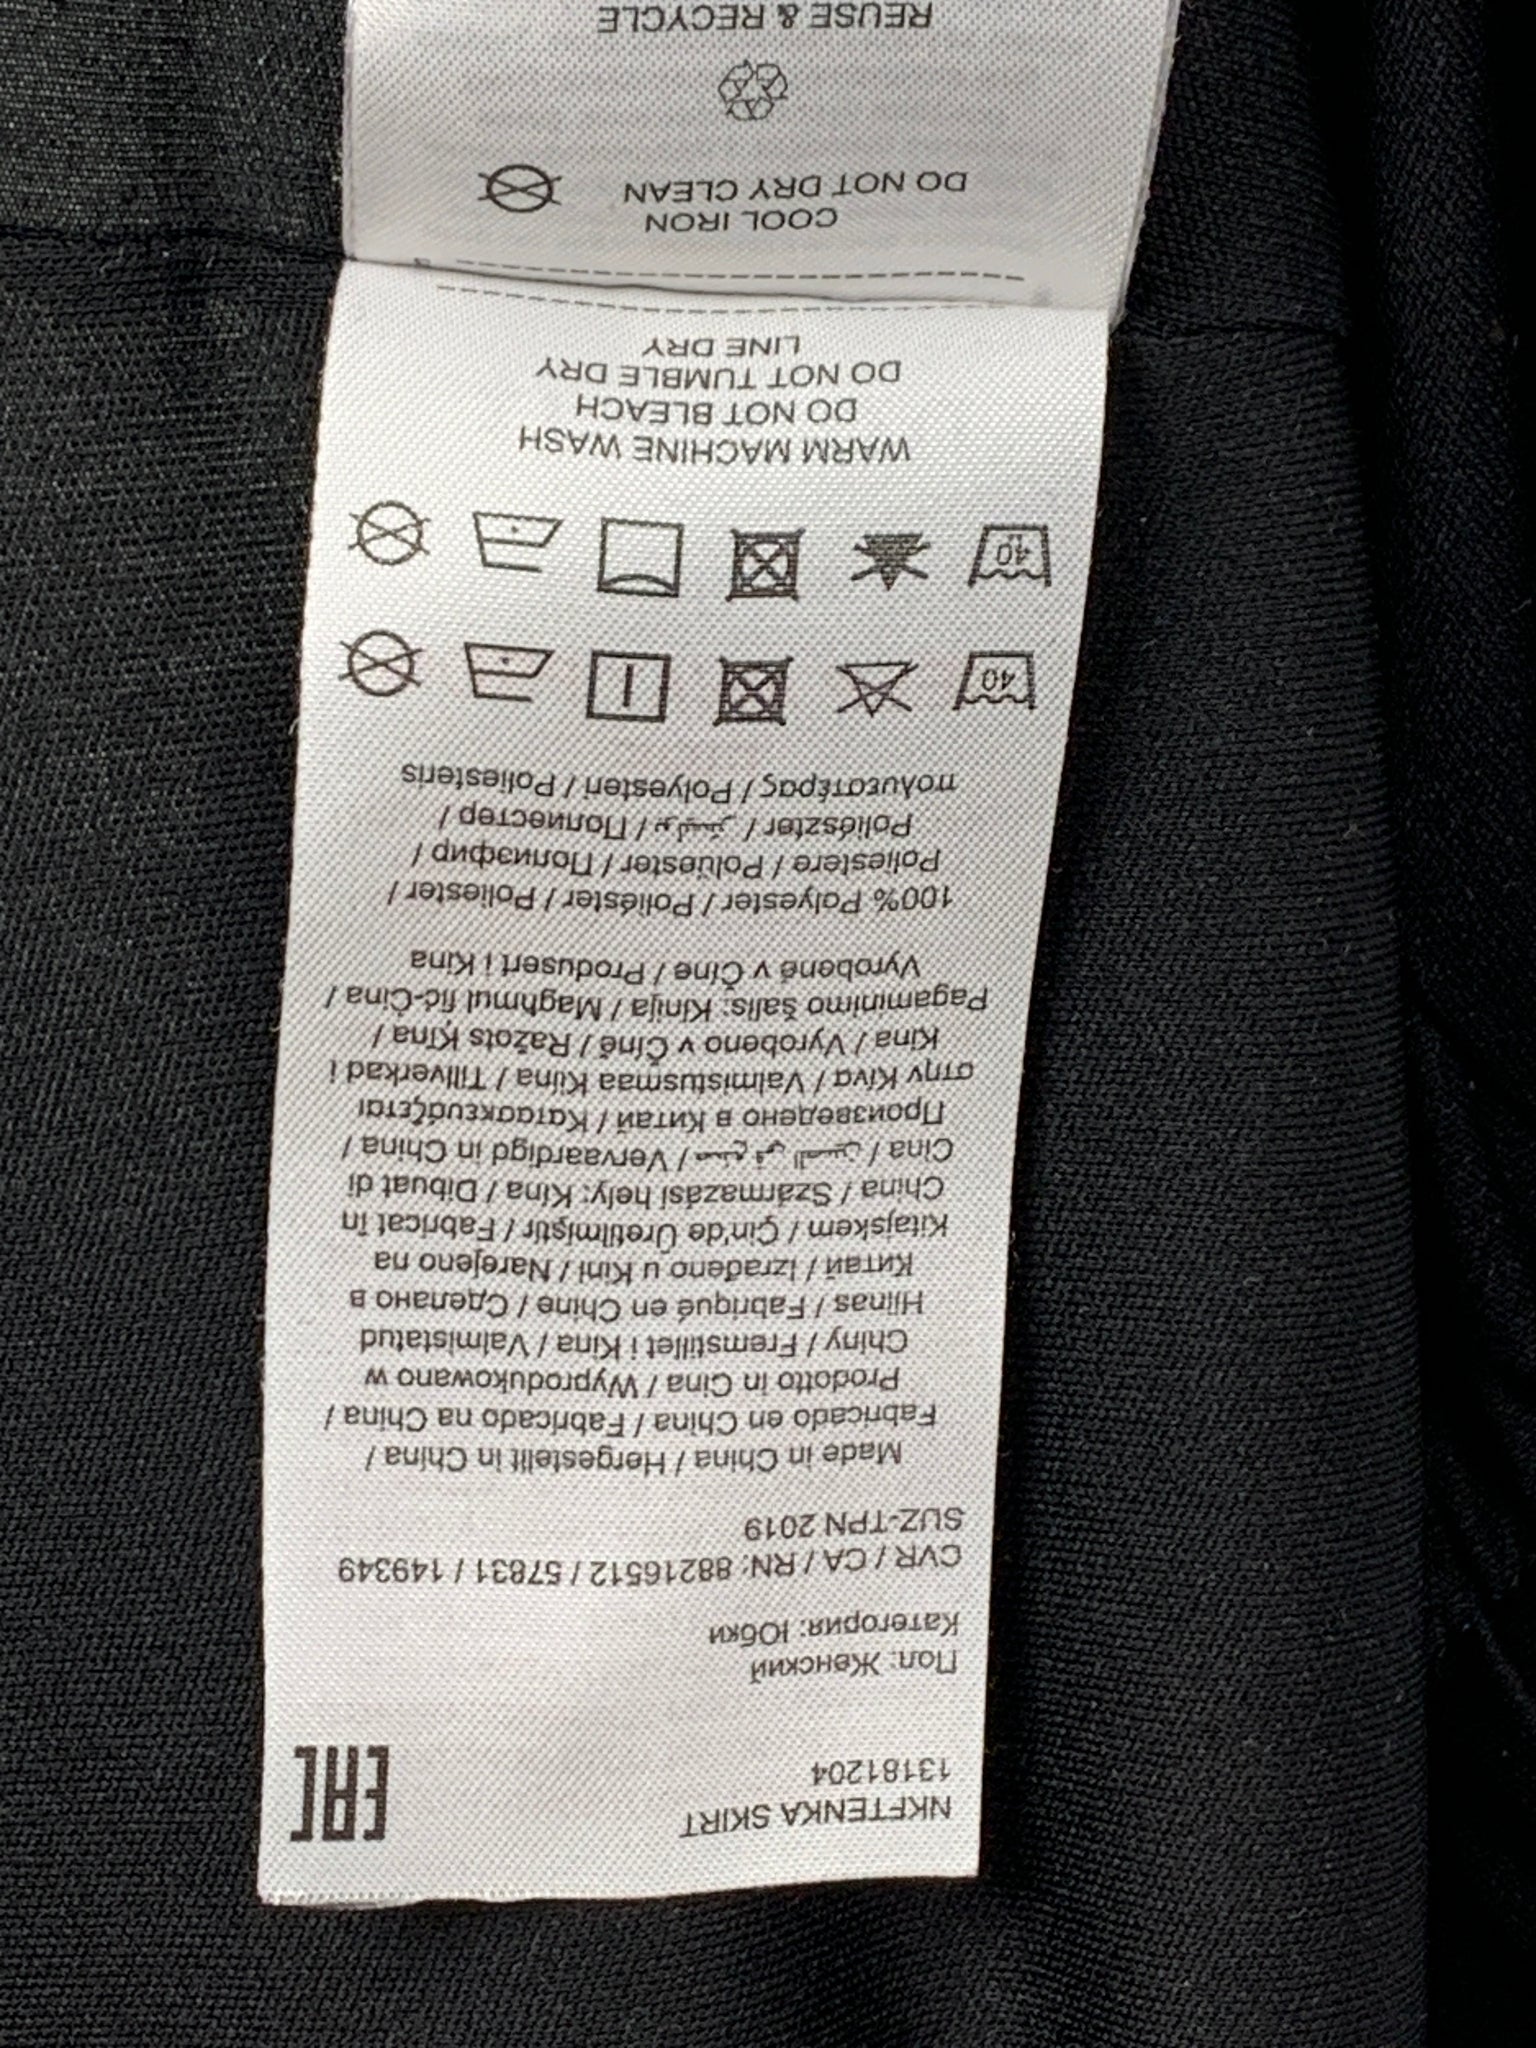 NKFTENKA SKIRT
13181204
EAC
Пол: Женский
Категория: Юбки
CVR / CA / RN: 88216512 / 57831 / 149349
SUZ-TPN 2019
Made in China / Hergestellt in China /
Fabricado en China / Fabricado na China /
Prodotto in Cina / Wyprodukowano w
Chiny / Fremstillet i Kina / Valmistatud
Hiinas / Fabriqué en Chine / Сделано в
Китай / Izrađeno u Kini / Narejeno na
Kitajskem / Çin'de Üretilmiştir / Fabricat în
China / Származási hely: Kína / Dibuat di
Cina / صنع في الصين / Vervaardigd in China /
Произведено в Китай / Κατασκευάζεται
στην Κίνα / Valmistusmaa Kiina / Tillverkad i
Kina / Vyrobeno v Číně / Ražots Ķīna /
Pagaminimo šalis: Kinija / Maghmul fiċ-Ċina /
Vyrobené v Číne / Produsert i Kina
100% Polyester / Poliéster / Poliester /
Poliestere / Polüester / Полиэфир /
Poliészter / بوليستر / Полиестер /
πολυεστέρας / Polyesteri / Poliesteris
40
40
WARM MACHINE WASH
DO NOT BLEACH
DO NOT TUMBLE DRY
LINE DRY
COOL IRON
DO NOT DRY CLEAN
REUSE & RECYCLE